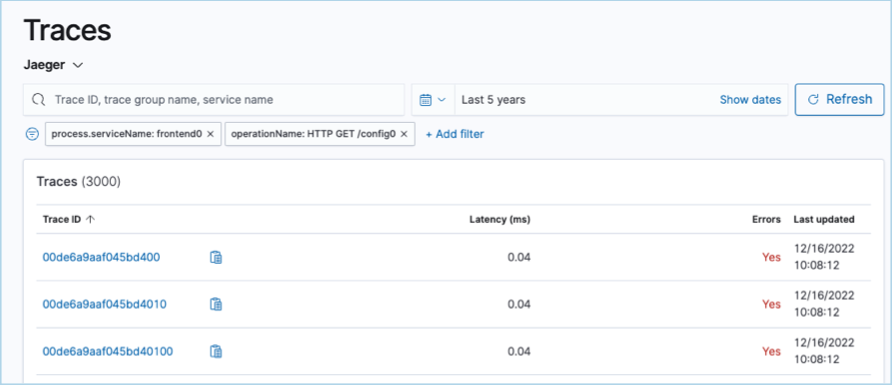 Traces
Jaeger
Trace ID, trace group name, service name
Last 5 years
Show dates
Refresh
process.serviceName: frontend0 ×
operationName: HTTP GET /config0 ×
+ Add filter
Traces (3000)
Trace ID ↑ Latency (ms) Errors Last updated
00de6a9aaf045bd400 0.04 Yes 12/16/2022
10:08:12
00de6a9aaf045bd4010 0.04 Yes 12/16/2022
10:08:12
00de6a9aaf045bd40100 0.04 Yes 12/16/2022
10:08:12